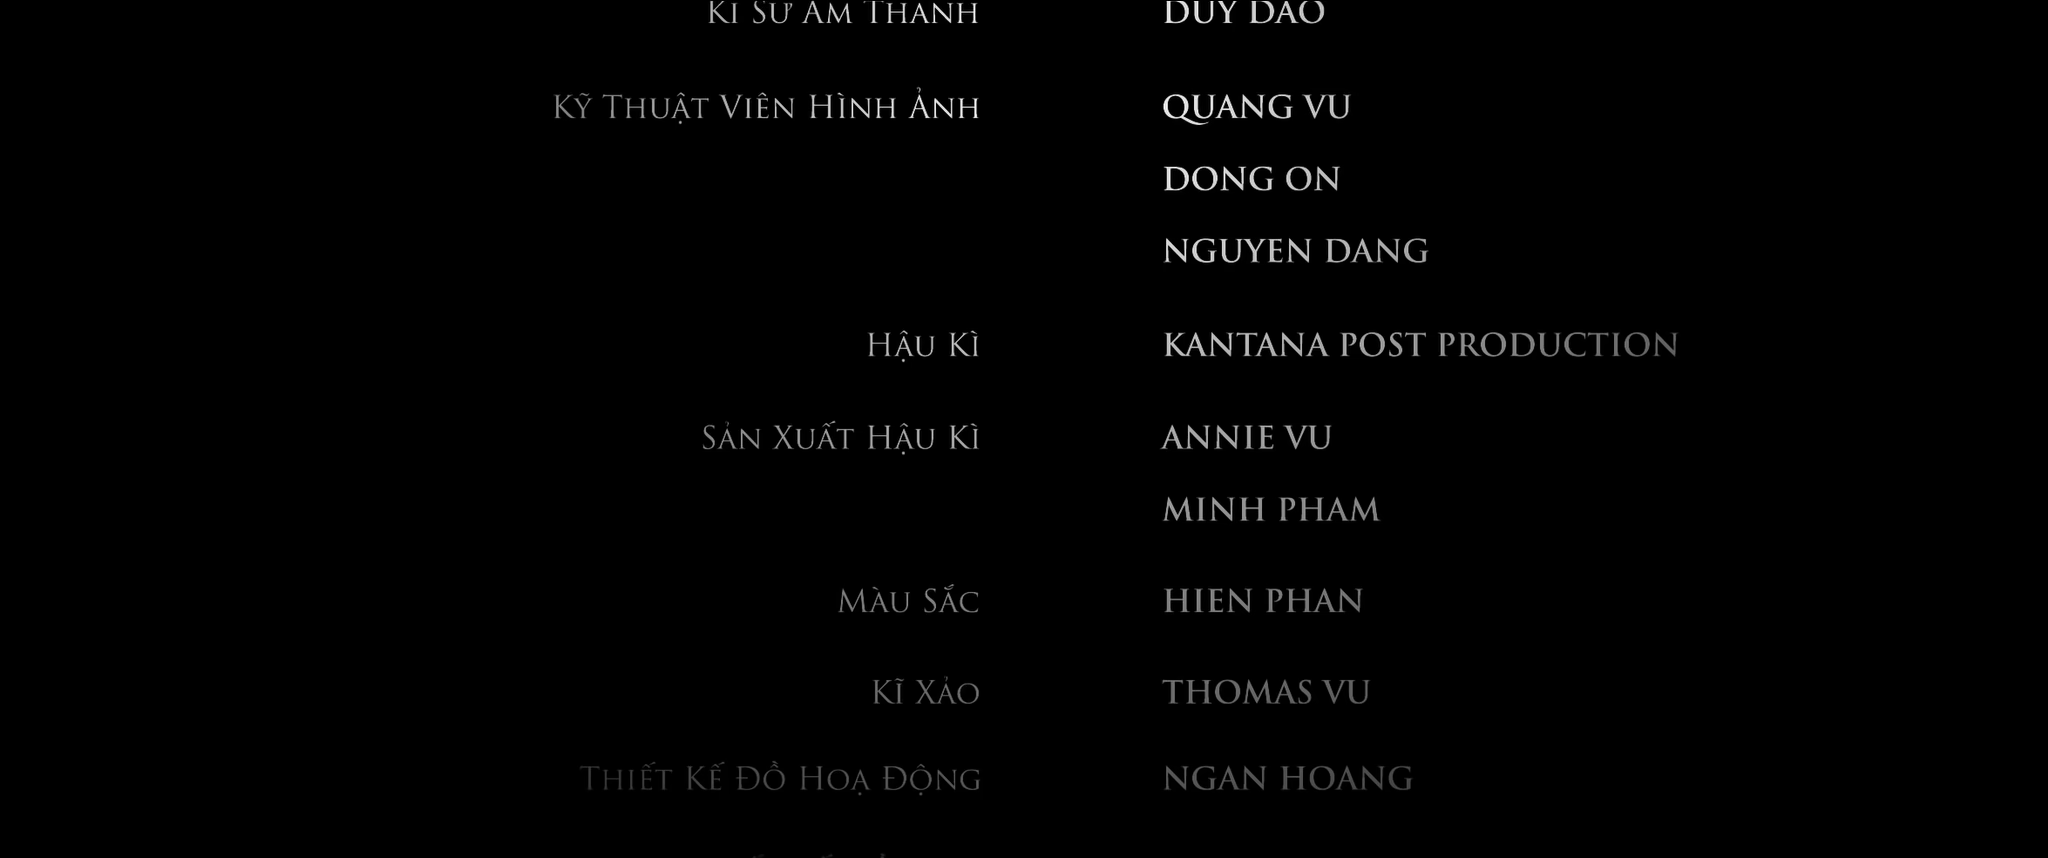 Kĩ Sư Âm Thanh DUY DAO
Kỹ Thuật Viên Hình Ảnh QUANG VU
DONG ON
NGUYEN DANG
Hậu Kì KANTANA POST PRODUCTION
Sản Xuất Hậu Kì ANNIE VU
MINH PHAM
Màu Sắc HIEN PHAN
Kĩ Xảo THOMAS VU
Thiết Kế Đồ Hoạ Động NGAN HOANG